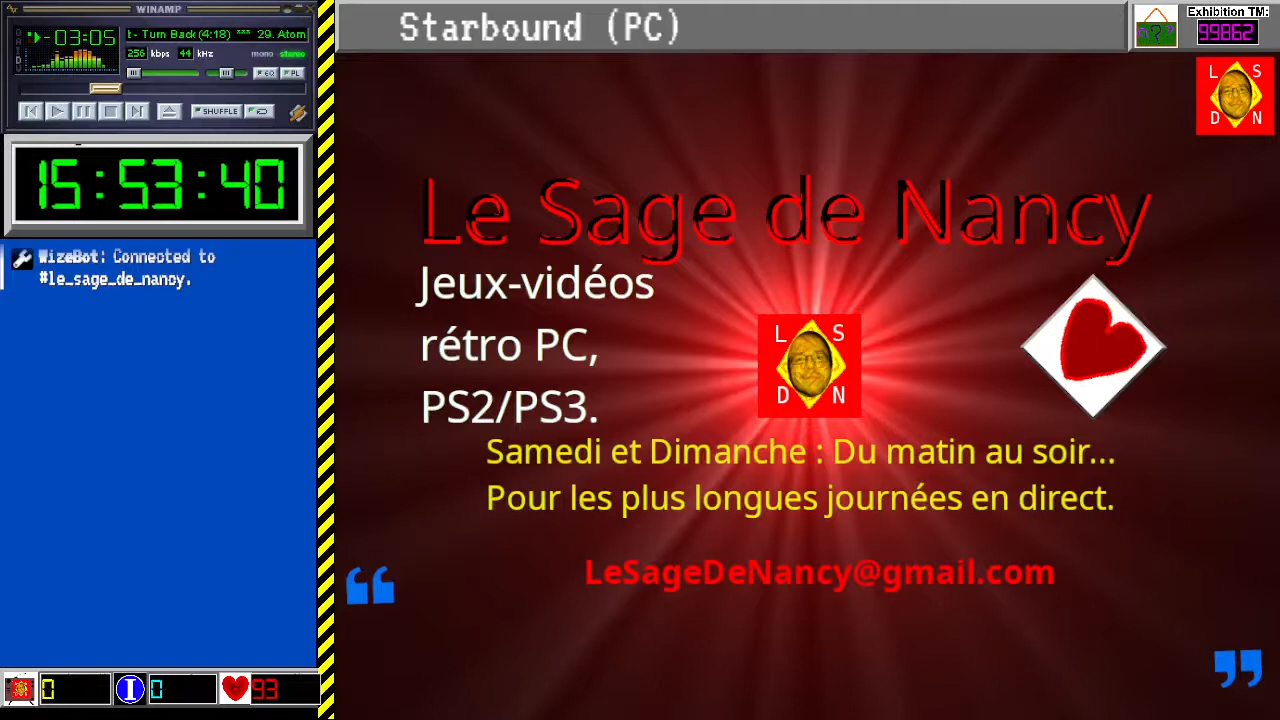 WINAMP
-03:05
t - Turn Back (4:18) *** 29. Atom
256 kbps 44 kHz mono stereo
EQ PL
SHUFFLE
15:53:40
WizeBot: Connected to
#le_sage_de_nancy.
0 I 0 93
Starbound (PC)
Exhibition TM:
99862
L S
D N
Le Sage de Nancy
Jeux-vidéos
rétro PC,
PS2/PS3.
L S
D N
Samedi et Dimanche : Du matin au soir...
Pour les plus longues journées en direct.
LeSageDeNancy@gmail.com
“
”